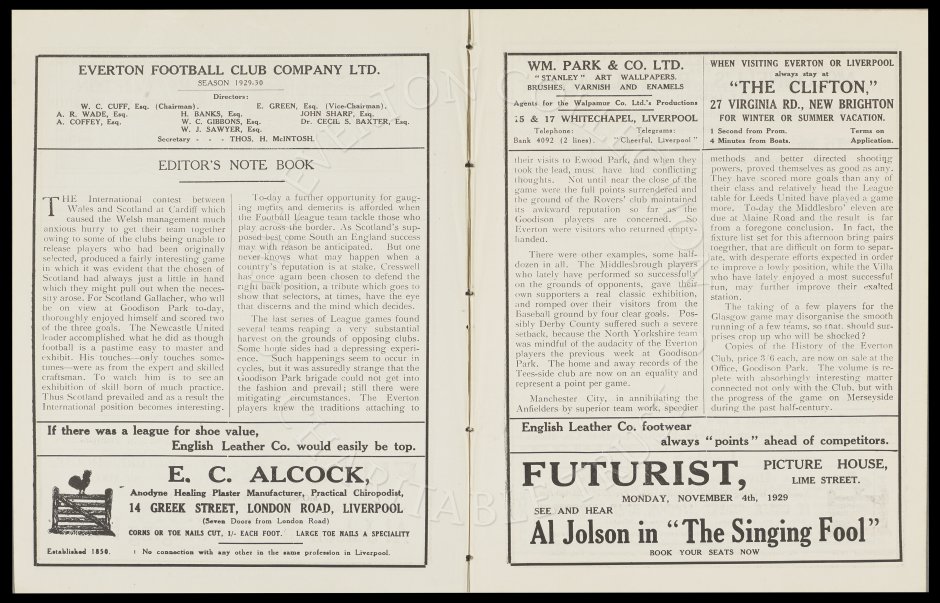 EVERTON FOOTBALL CLUB COMPANY LTD.
SEASON 1929-30
Directors:
W. C. CUFF, Esq. (Chairman). E. GREEN, Esq. (Vice-Chairman).
A. R. WADE, Esq. H. BANKS, Esq. JOHN SHARP, Esq.
A. COFFEY, Esq. W. C. GIBBONS, Esq. Dr. CECIL S. BAXTER, Esq.
W. J. SAWYER, Esq.
Secretary - - - THOS. H. McINTOSH.
EDITOR'S NOTE BOOK
THE International contest between
Wales and Scotland at Cardiff which
caused the Welsh management much
anxious hurry to get their team together
owing to some of the clubs being unable to
release players who had been originally
selected, produced a fairly interesting game
in which it was evident that the chosen of
Scotland had always just a little in hand
which they might pull out when the neces-
sity arose. For Scotland Gallacher, who will
be on view at Goodison Park to-day,
thoroughly enjoyed himself and scored two
of the three goals. The Newcastle United
leader accomplished what he did as though
football is a pastime easy to master and
exhibit. His touches—only touches some-
times—were as from the expert and skilled
craftsman. To watch him is to see an
exhibition of skill born of much practice.
Thus Scotland prevailed and as a result the
International position becomes interesting.
To-day a further opportunity for gaug-
ing merits and demerits is afforded when
the Football League team tackle those who
play across the border. As Scotland's sup-
posed best come South an England success
may with reason be anticipated. But one
never knows what may happen when a
county's reputation is at stake. Cresswell
has once again been chosen to defend the
right back position, a tribute which goes to
show that selectors, at times, have the eye
that discerns and the mind which decides.
The last series of League games found
several teams reaping a very substantial
harvest on the grounds of opposing clubs.
Some home sides had a depressing experi-
ence. Such happenings seem to occur in
cycles, but it was assuredly strange that the
Goodison Park brigade could not get into
the fashion and prevail; still there were
mitigating circumstances. The Everton
players knew the traditions attaching to
If there was a league for shoe value,
English Leather Co. would easily be top.
E. C. ALCOCK,
Anodyne Healing Plaster Manufacturer, Practical Chiropodist,
14 GREEK STREET, LONDON ROAD, LIVERPOOL
(Seven Doors from London Road)
CORNS OR TOE NAILS CUT, 1/- EACH FOOT. LARGE TOE NAILS A SPECIALITY
Established 1850. : No connection with any other in the same profession in Liverpool.
WM. PARK & CO. LTD.
"STANLEY" ART WALLPAPERS.
BRUSHES, VARNISH AND ENAMELS
Agents for the Walpamur Co. Ltd.'s Productions
15 & 17 WHITECHAPEL, LIVERPOOL
Telephone: Telegrams:
Bank 4092 (2 lines). "Cheerful, Liverpool"
WHEN VISITING EVERTON OR LIVERPOOL
always stay at
"THE CLIFTON,"
27 VIRGINIA RD., NEW BRIGHTON
FOR WINTER OR SUMMER VACATION.
1 Second from Prom. Terms on
4 Minutes from Boats. Application.
their visits to Ewood Park, and when they
took the lead, must have had conflicting
thoughts. Not until near the close of the
game were the full points surrendered and
the ground of the Rovers' club maintained
its awkward reputation so far as the
Goodison players are concerned. So
Everton were visitors who returned empty-
handed.
There were other examples, some half-
dozen in all. The Middlesbrough players
who lately have performed so successfully
on the grounds of opponents, gave their
own supporters a real classic exhibition,
and romped over their visitors from the
Baseball ground by four clear goals. Pos-
sibly Derby County suffered such a severe
setback, because the North Yorkshire team
was mindful of the audacity of the Everton
players the previous week at Goodison
Park. The home and away records of the
Tees-side club are now on an equality and
represent a point per game.
Manchester City, in annihilating the
Anfielders by superior team work, speedier
methods and better directed shooting
powers, proved themselves as good as any.
They have scored more goals than any of
their class and relatively head the League
table for Leeds United have played a game
more. To-day the Middlesbro' eleven are
due at Maine Road and the result is far
from a foregone conclusion. In fact, the
fixture list set for this afternoon bring pairs
toegther, that are difficult on form to separ-
ate, with desperate efforts expected in order
to improve a lowly position, while the Villa
who have lately enjoyed a most successful
run, may further improve their exalted
station.
The taking of a few players for the
Glasgow game may disorganise the smooth
running of a few teams, so that, should sur-
prises crop up who will be shocked?
Copies of the History of the Everton
Club, price 3/6 each, are now on sale at the
Office, Goodison Park. The volume is re-
plete with absorbingly interesting matter
connected not only with the Club, but with
the progress of the game on Merseyside
during the past half-century.
English Leather Co. footwear
always "points" ahead of competitors.
FUTURIST, PICTURE HOUSE,
LIME STREET.
MONDAY, NOVEMBER 4th, 1929
SEE AND HEAR
Al Jolson in "The Singing Fool"
BOOK YOUR SEATS NOW